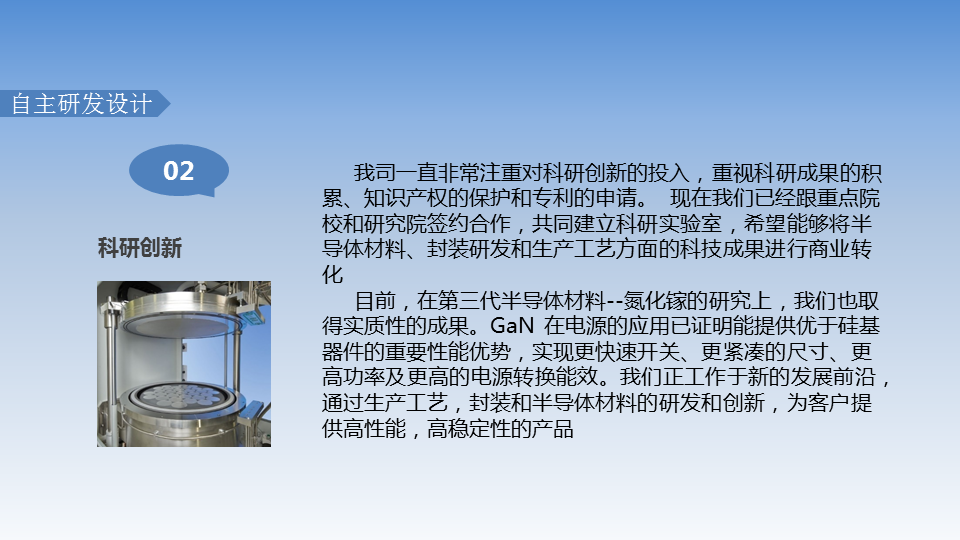 自主研发设计
02
科研创新
我司一直非常注重对科研创新的投入，重视科研成果的积
累、知识产权的保护和专利的申请。 现在我们已经跟重点院
校和研究院签约合作，共同建立科研实验室，希望能够将半
导体材料、封装研发和生产工艺方面的科技成果进行商业转
化
目前，在第三代半导体材料--氮化镓的研究上，我们也取
得实质性的成果。GaN 在电源的应用已证明能提供优于硅基
器件的重要性能优势，实现更快速开关、更紧凑的尺寸、更
高功率及更高的电源转换能效。我们正工作于新的发展前沿，
通过生产工艺，封装和半导体材料的研发和创新，为客户提
供高性能，高稳定性的产品